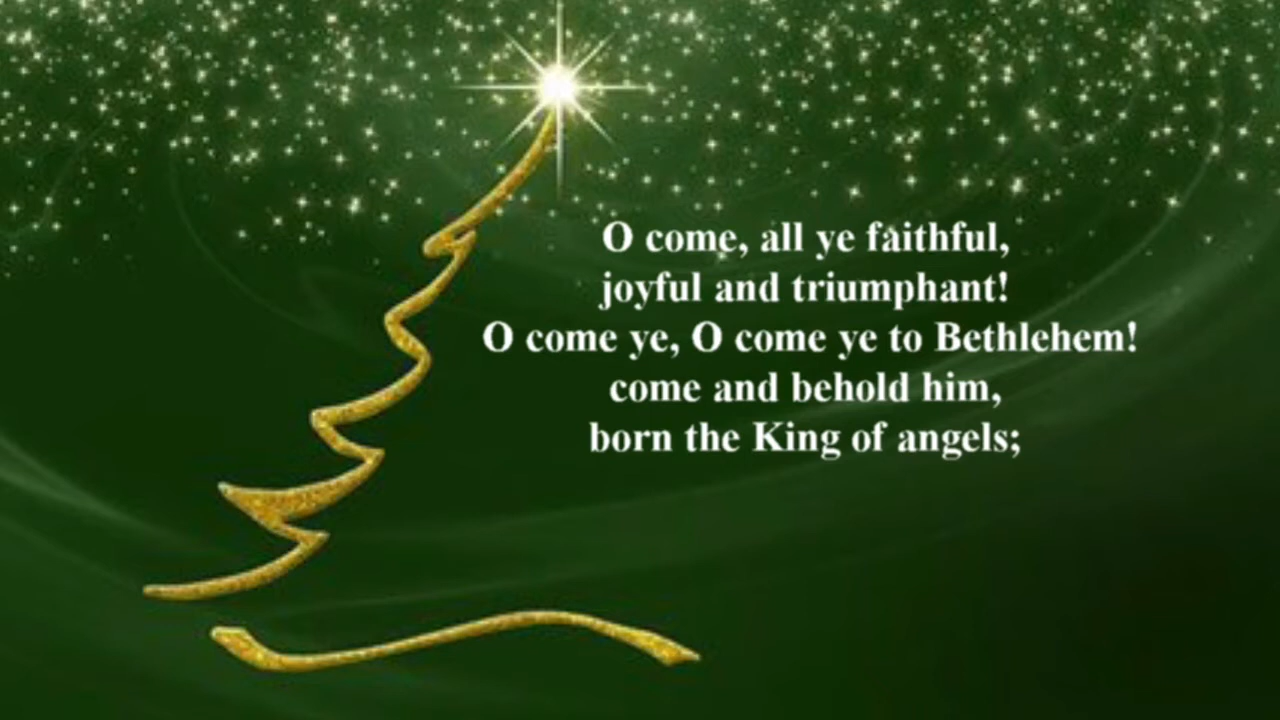 O come, all ye faithful,
joyful and triumphant!
O come ye, O come ye to Bethlehem!
come and behold him,
born the King of angels;